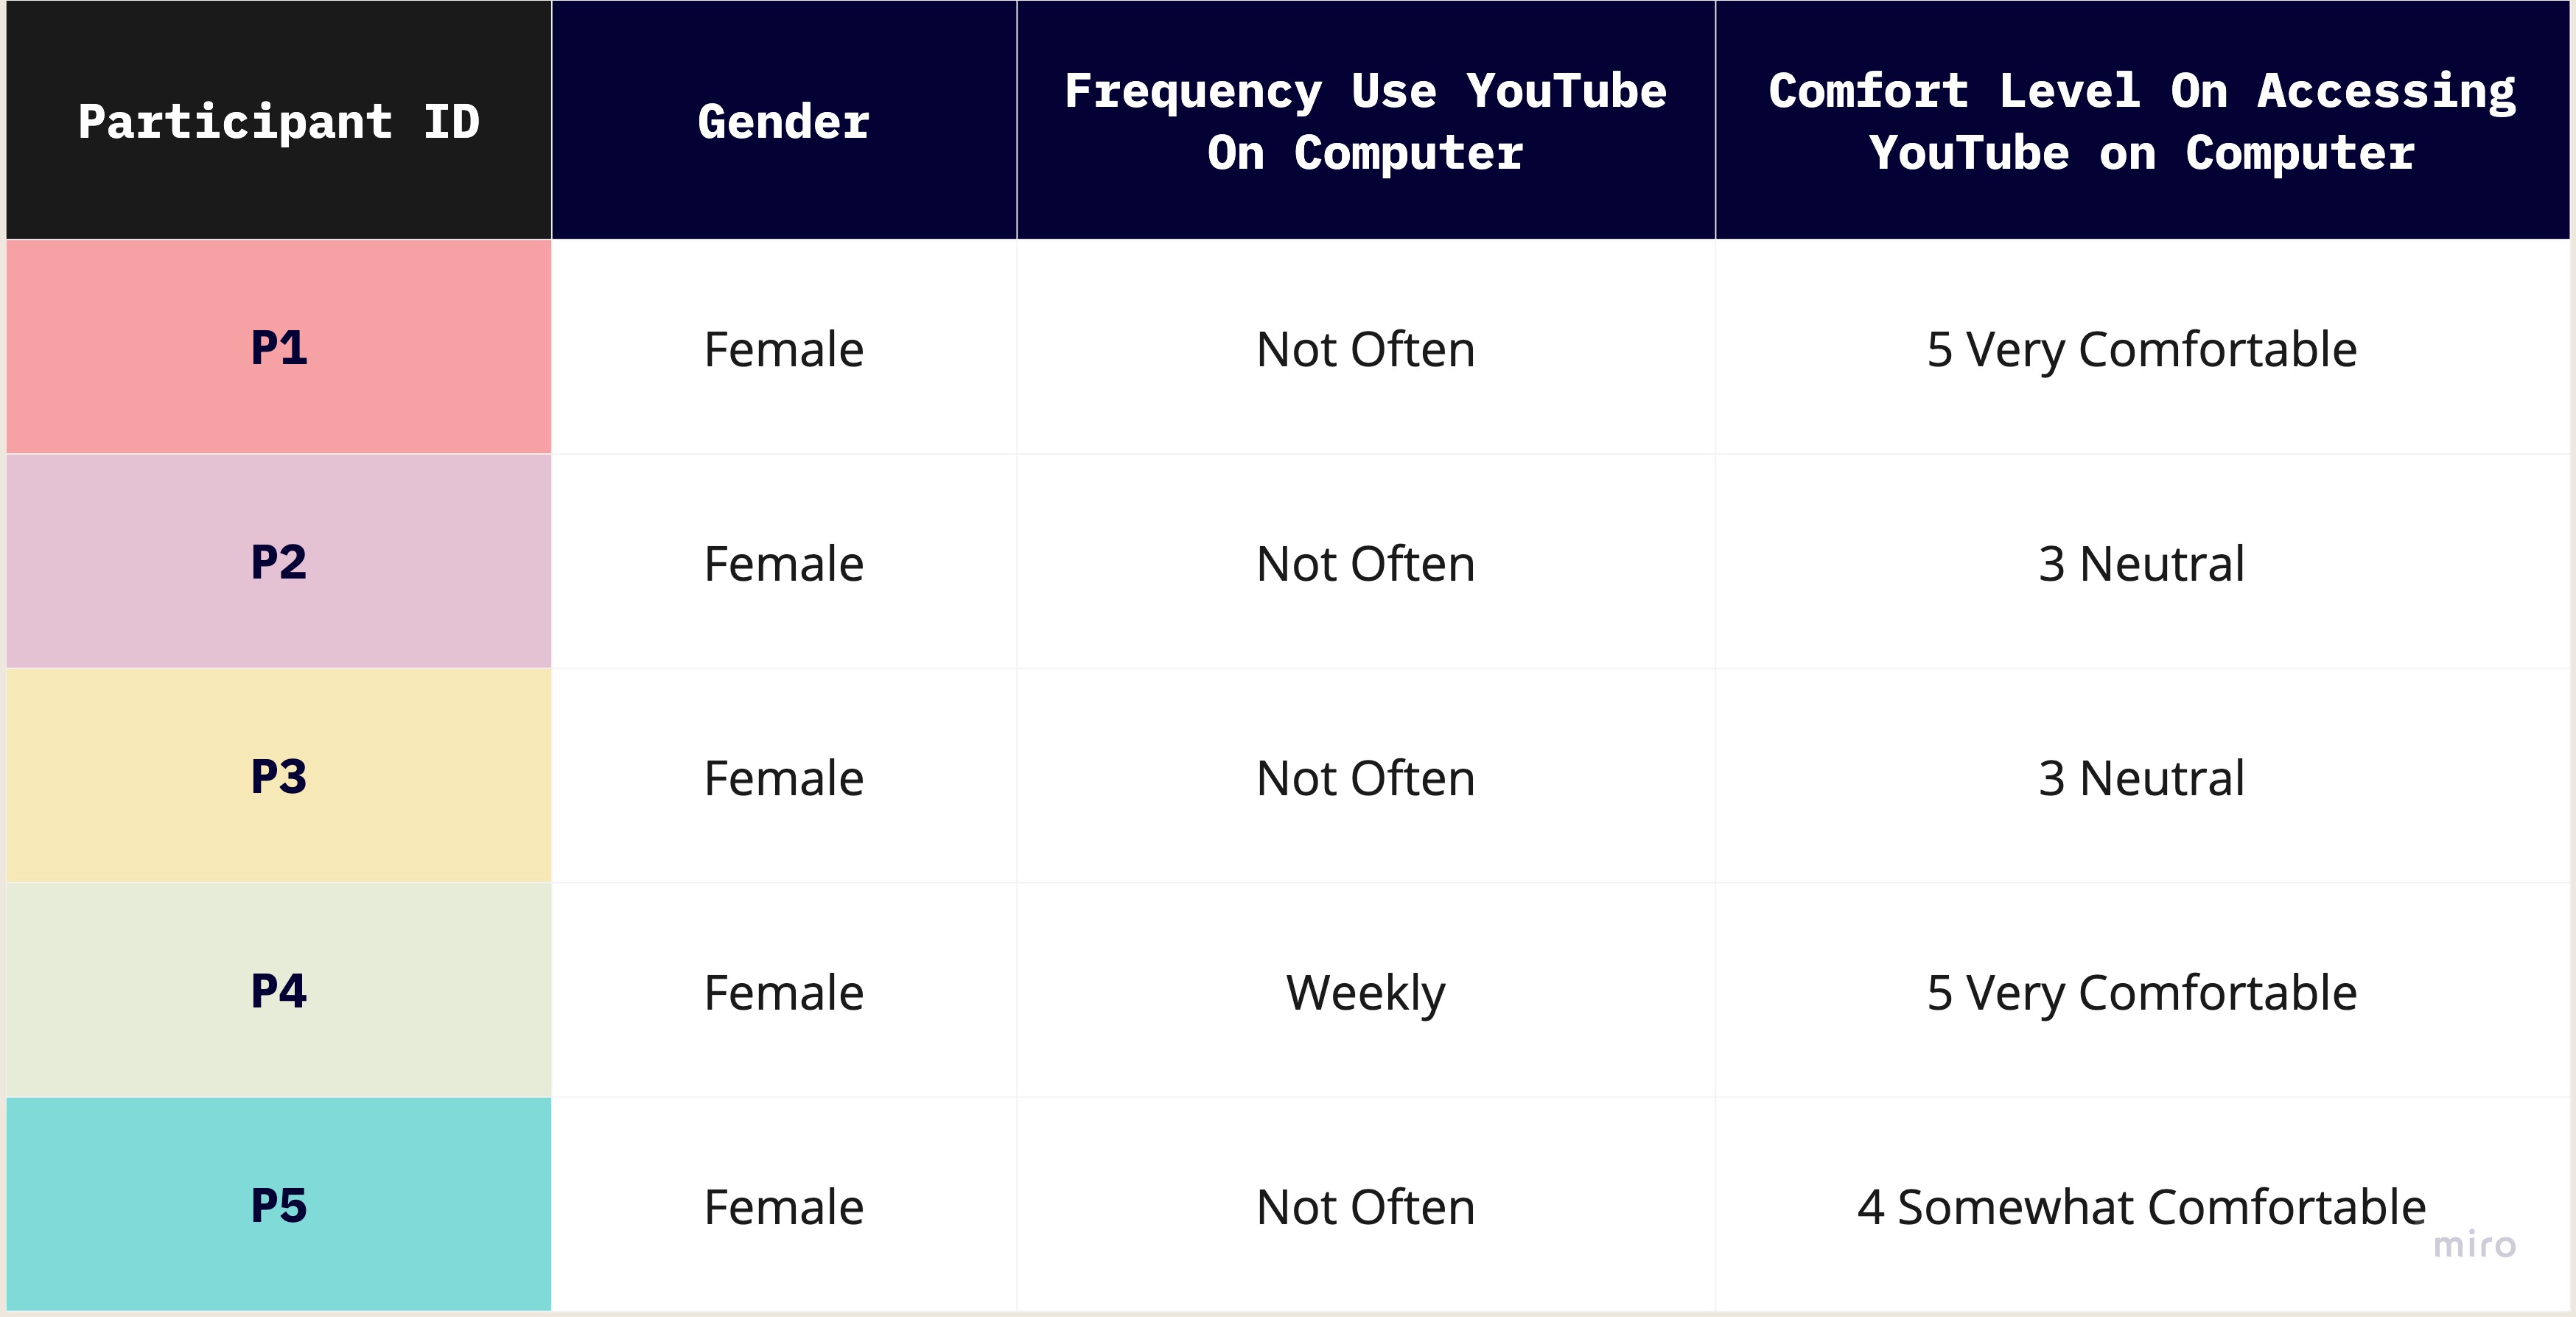 Participant ID
Gender
Frequency Use YouTube
On Computer
Comfort Level On Accessing
YouTube on Computer
P1
Female
Not Often
5 Very Comfortable
P2
Female
Not Often
3 Neutral
P3
Female
Not Often
3 Neutral
P4
Female
Weekly
5 Very Comfortable
P5
Female
Not Often
4 Somewhat Comfortable
miro